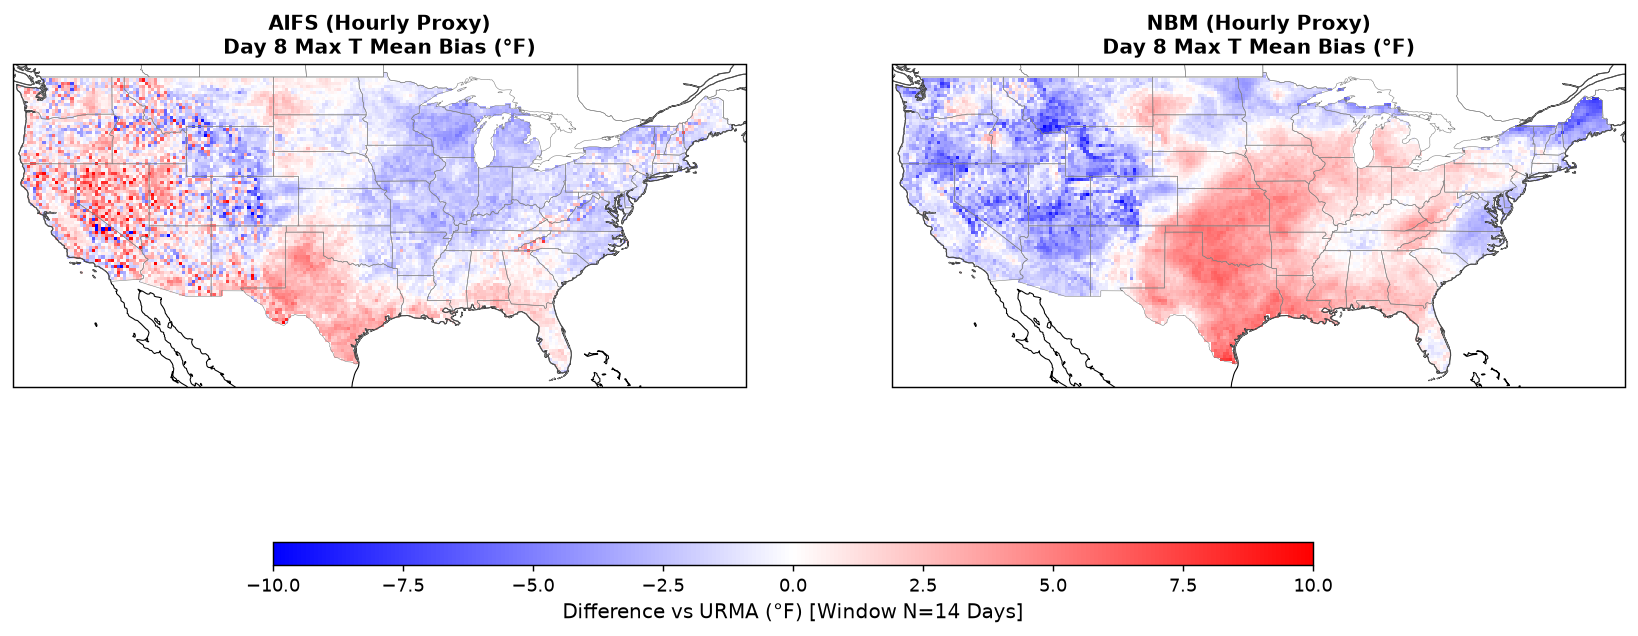 AIFS (Hourly Proxy)
Day 8 Max T Mean Bias (°F)
NBM (Hourly Proxy)
Day 8 Max T Mean Bias (°F)
−10.0 −7.5 −5.0 −2.5 0.0 2.5 5.0 7.5 10.0
Difference vs URMA (°F) [Window N=14 Days]